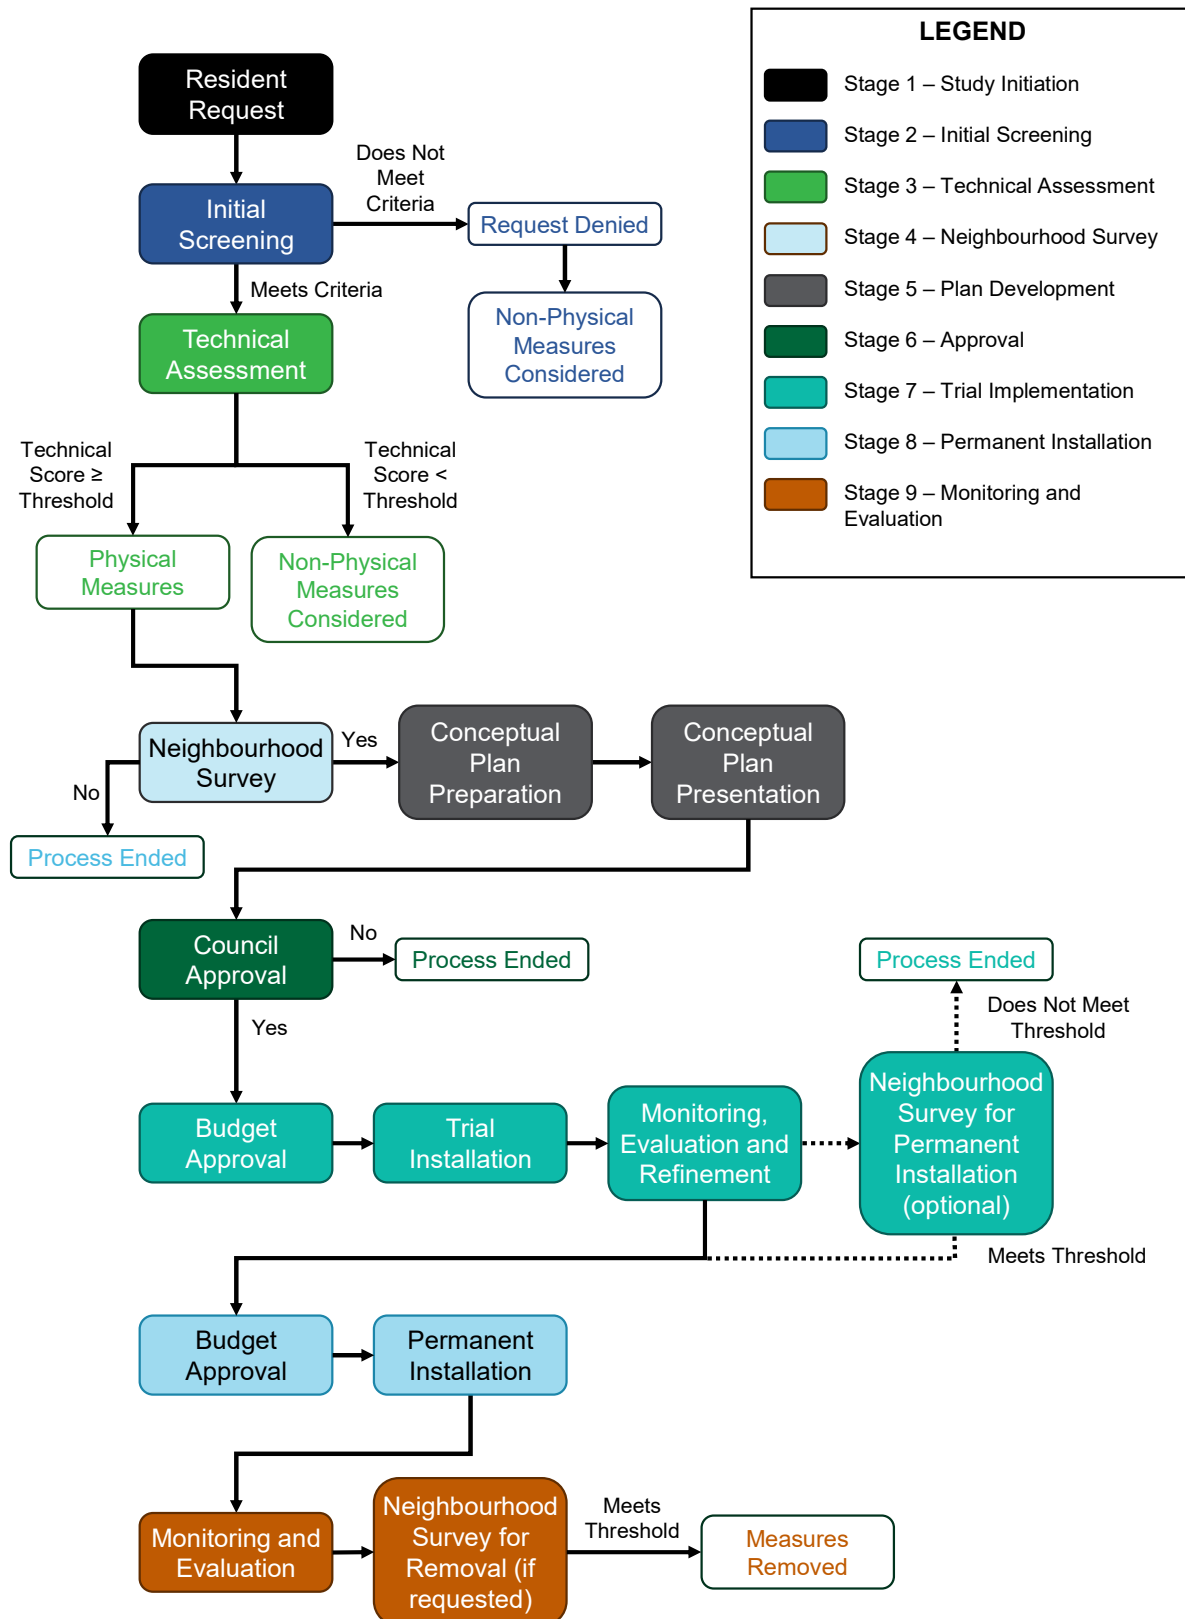 LEGEND
Stage 1 – Study Initiation
Stage 2 – Initial Screening
Stage 3 – Technical Assessment
Stage 4 – Neighbourhood Survey
Stage 5 – Plan Development
Stage 6 – Approval
Stage 7 – Trial Implementation
Stage 8 – Permanent Installation
Stage 9 – Monitoring and
Evaluation
Resident
Request
Does Not
Meet
Criteria
Initial
Screening
Request Denied
Meets Criteria
Non-Physical
Measures
Considered
Technical
Assessment
Technical
Score ≥
Threshold
Technical
Score <
Threshold
Physical
Measures
Non-Physical
Measures
Considered
Neighbourhood
Survey
Yes
Conceptual
Plan
Preparation
Conceptual
Plan
Presentation
No
Process Ended
Council
Approval
No
Process Ended
Process Ended
Does Not Meet
Threshold
Yes
Budget
Approval
Trial
Installation
Monitoring,
Evaluation and
Refinement
Neighbourhood
Survey for
Permanent
Installation
(optional)
Meets Threshold
Budget
Approval
Permanent
Installation
Monitoring and
Evaluation
Neighbourhood
Survey for
Removal (if
requested)
Meets
Threshold
Measures
Removed